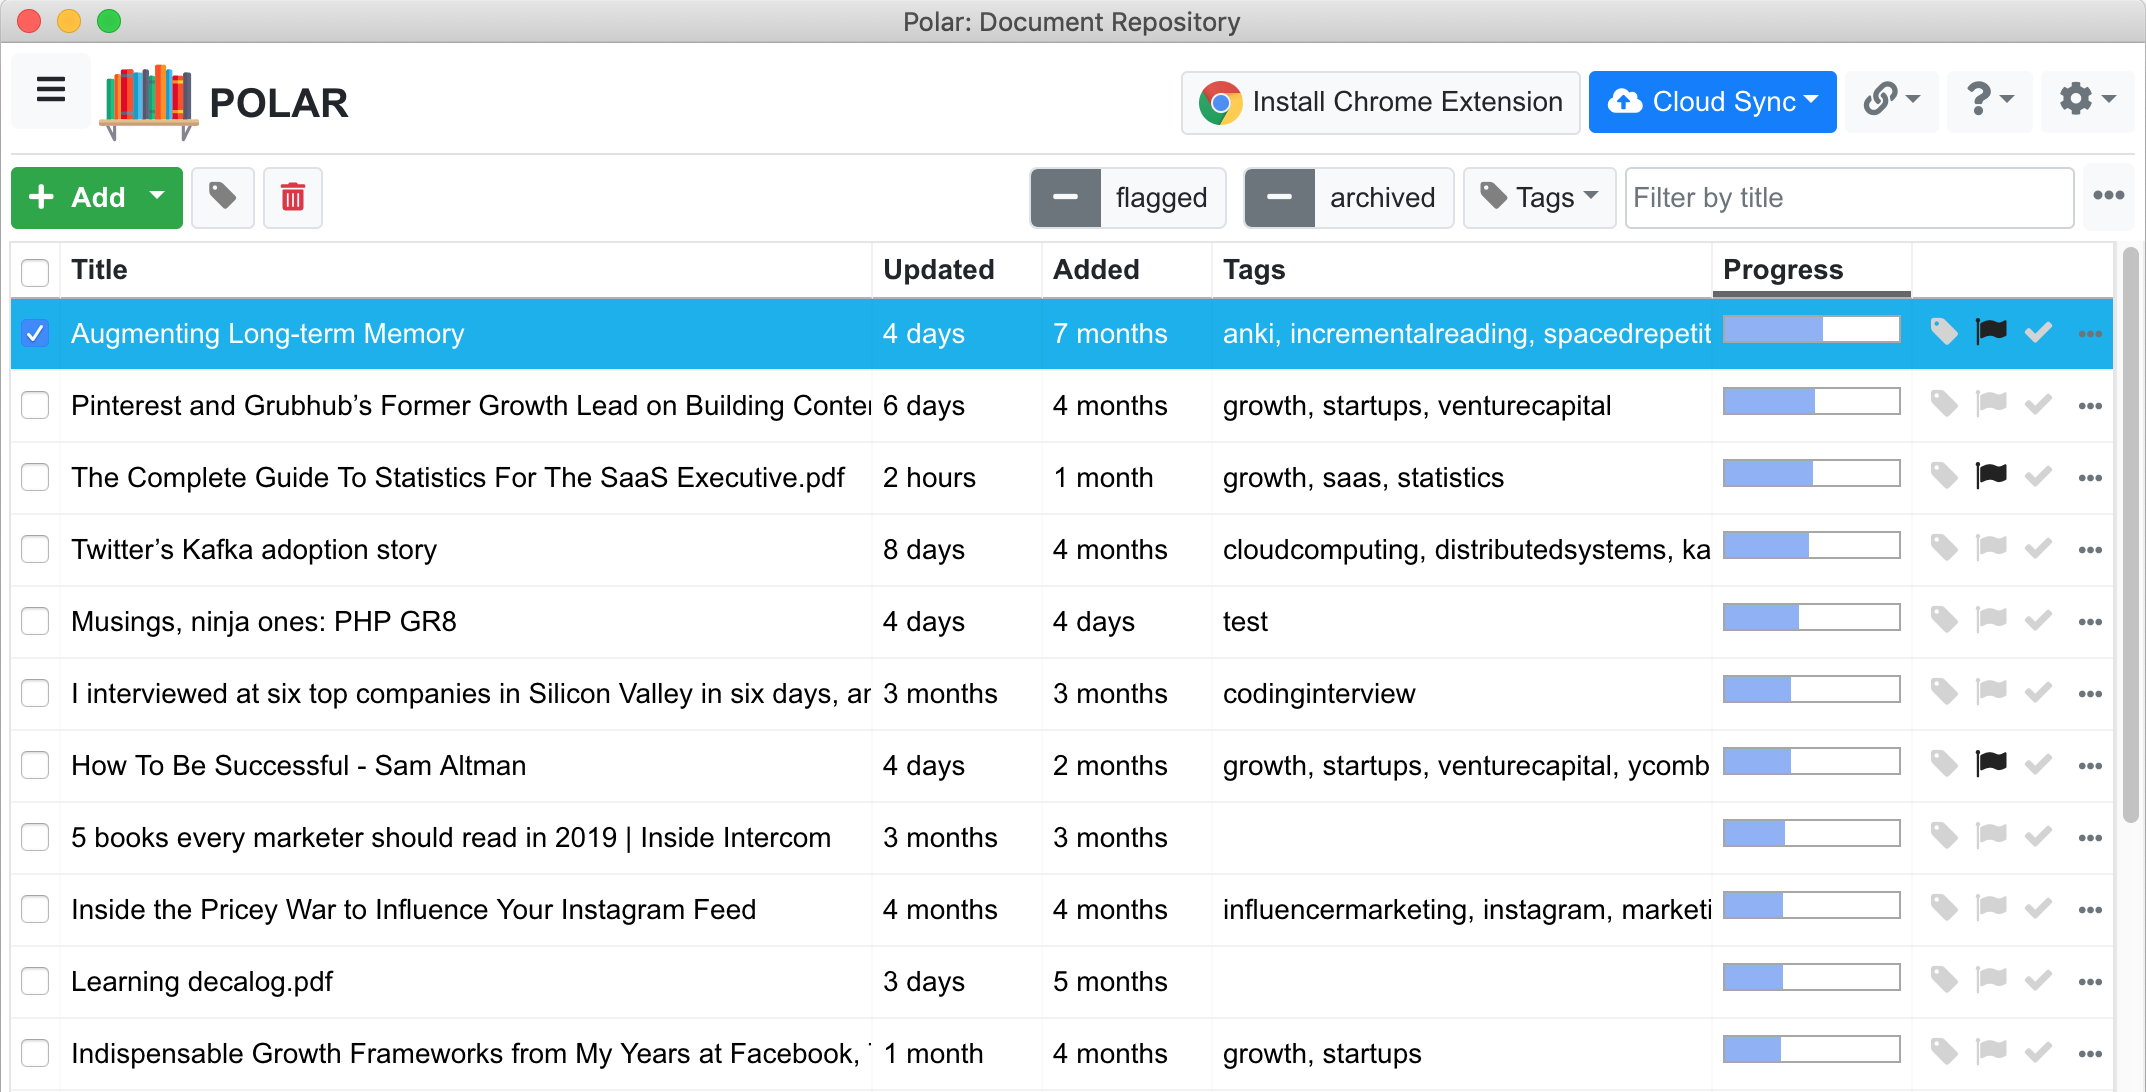 Polar: Document Repository
POLAR
Install Chrome Extension
Cloud Sync
?
Add
flagged
archived
Tags
Filter by title
Title Updated Added Tags Progress
Augmenting Long-term Memory 4 days 7 months anki, incrementalreading, spacedrepetit
Pinterest and Grubhub’s Former Growth Lead on Building Conter 6 days 4 months growth, startups, venturecapital
The Complete Guide To Statistics For The SaaS Executive.pdf 2 hours 1 month growth, saas, statistics
Twitter’s Kafka adoption story 8 days 4 months cloudcomputing, distributedsystems, ka
Musings, ninja ones: PHP GR8 4 days 4 days test
I interviewed at six top companies in Silicon Valley in six days, ar 3 months 3 months codinginterview
How To Be Successful - Sam Altman 4 days 2 months growth, startups, venturecapital, ycomb
5 books every marketer should read in 2019 | Inside Intercom 3 months 3 months
Inside the Pricey War to Influence Your Instagram Feed 4 months 4 months influencermarketing, instagram, marketi
Learning decalog.pdf 3 days 5 months
Indispensable Growth Frameworks from My Years at Facebook, 1 month 4 months growth, startups